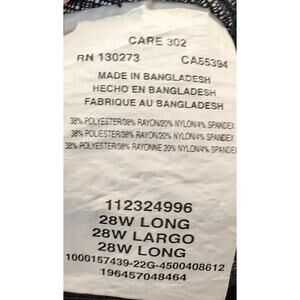 CARE 302
RN 130273 CA55394
MADE IN BANGLADESH
HECHO EN BANGLADESH
FABRIQUE AU BANGLADESH
38% POLYESTER/38% RAYON/20% NYLON/4% SPANDEX
38% POLIESTER/38% RAYON/20% NYLON/4% SPANDEX
38% POLYESTER/38% RAYONNE 20% NYLON/4% SPANDEX
112324996
28W LONG
28W LARGO
28W LONG
1000157439-22G-4500408612
196457048464